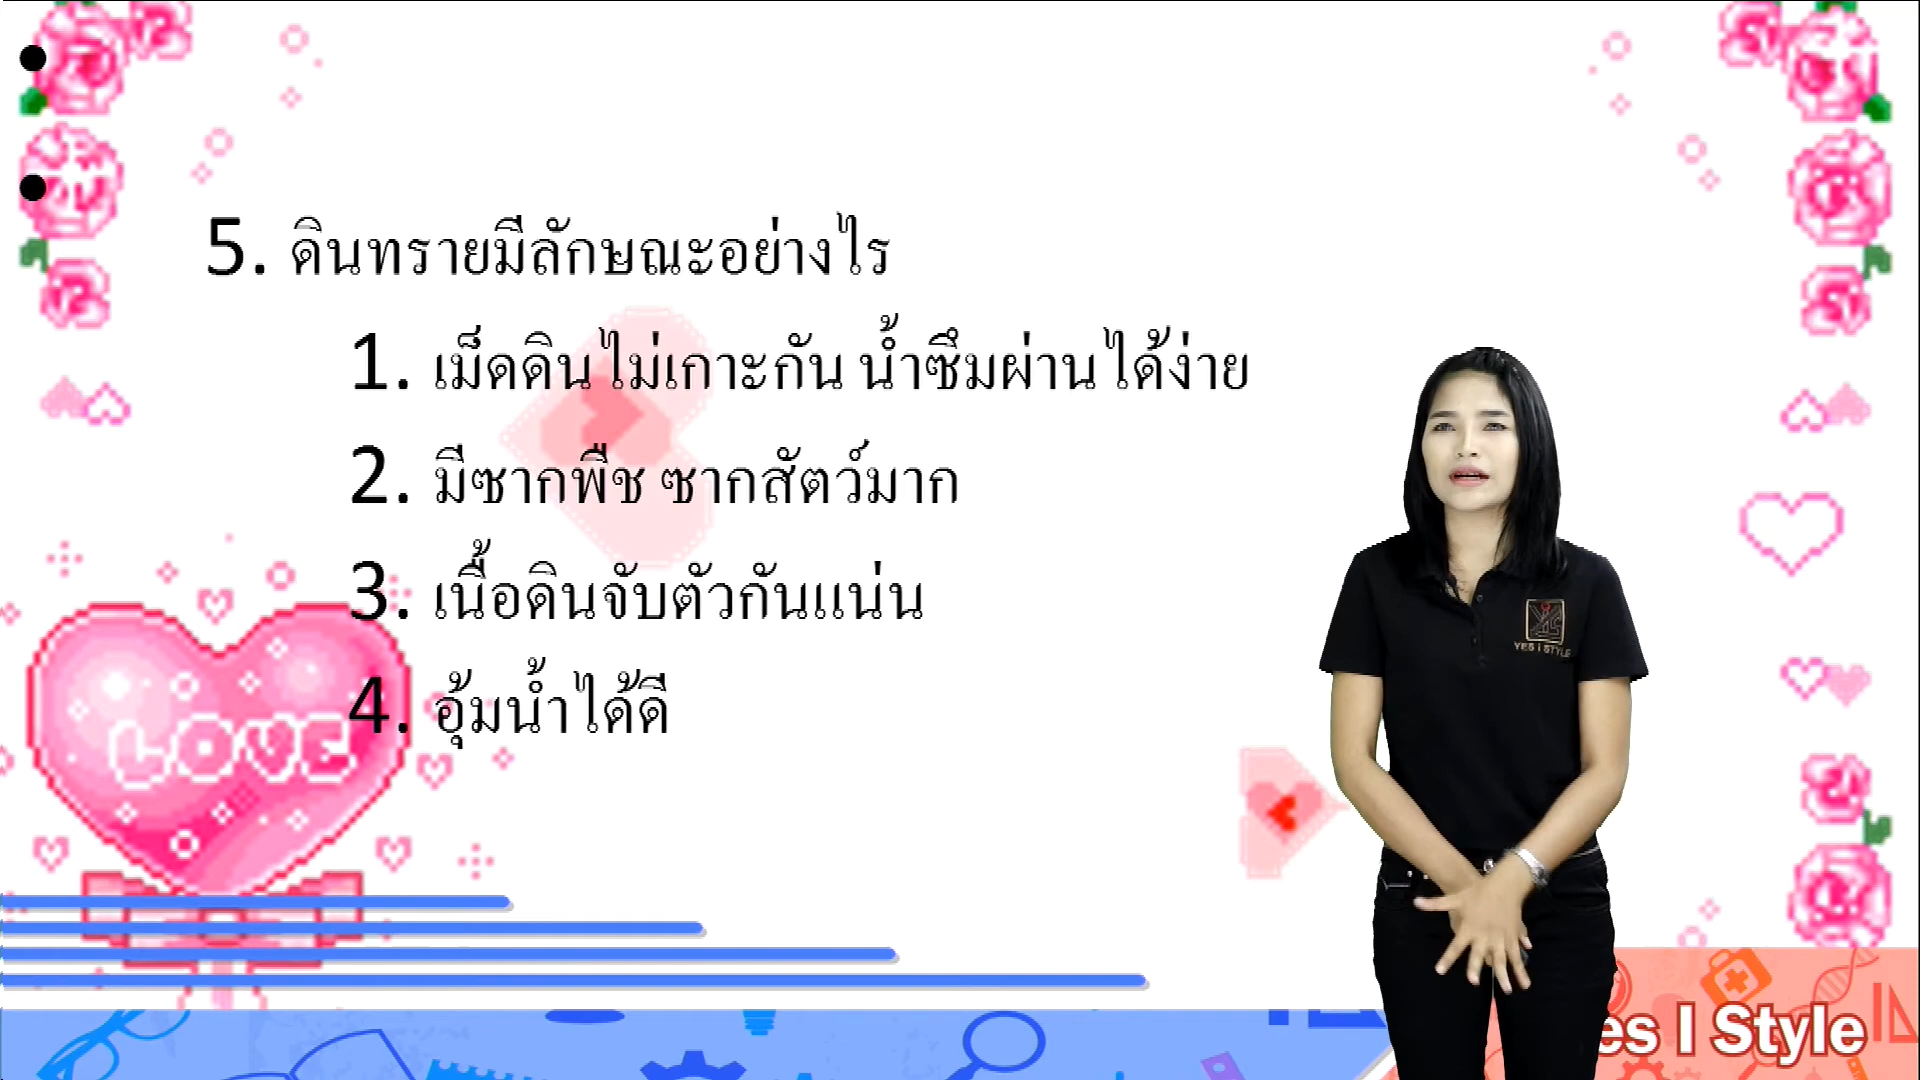 5. ดินทรายมีลักษณะอย่างไร
1. เม็ดดินไม่เกาะกัน น้ำซึมผ่านได้ง่าย
2. มีซากพืช ซากสัตว์มาก
3. เนื้อดินจับตัวกันแน่น
4. อุ้มน้ำได้ดี
YES I STYLE
LOVE
es I Style